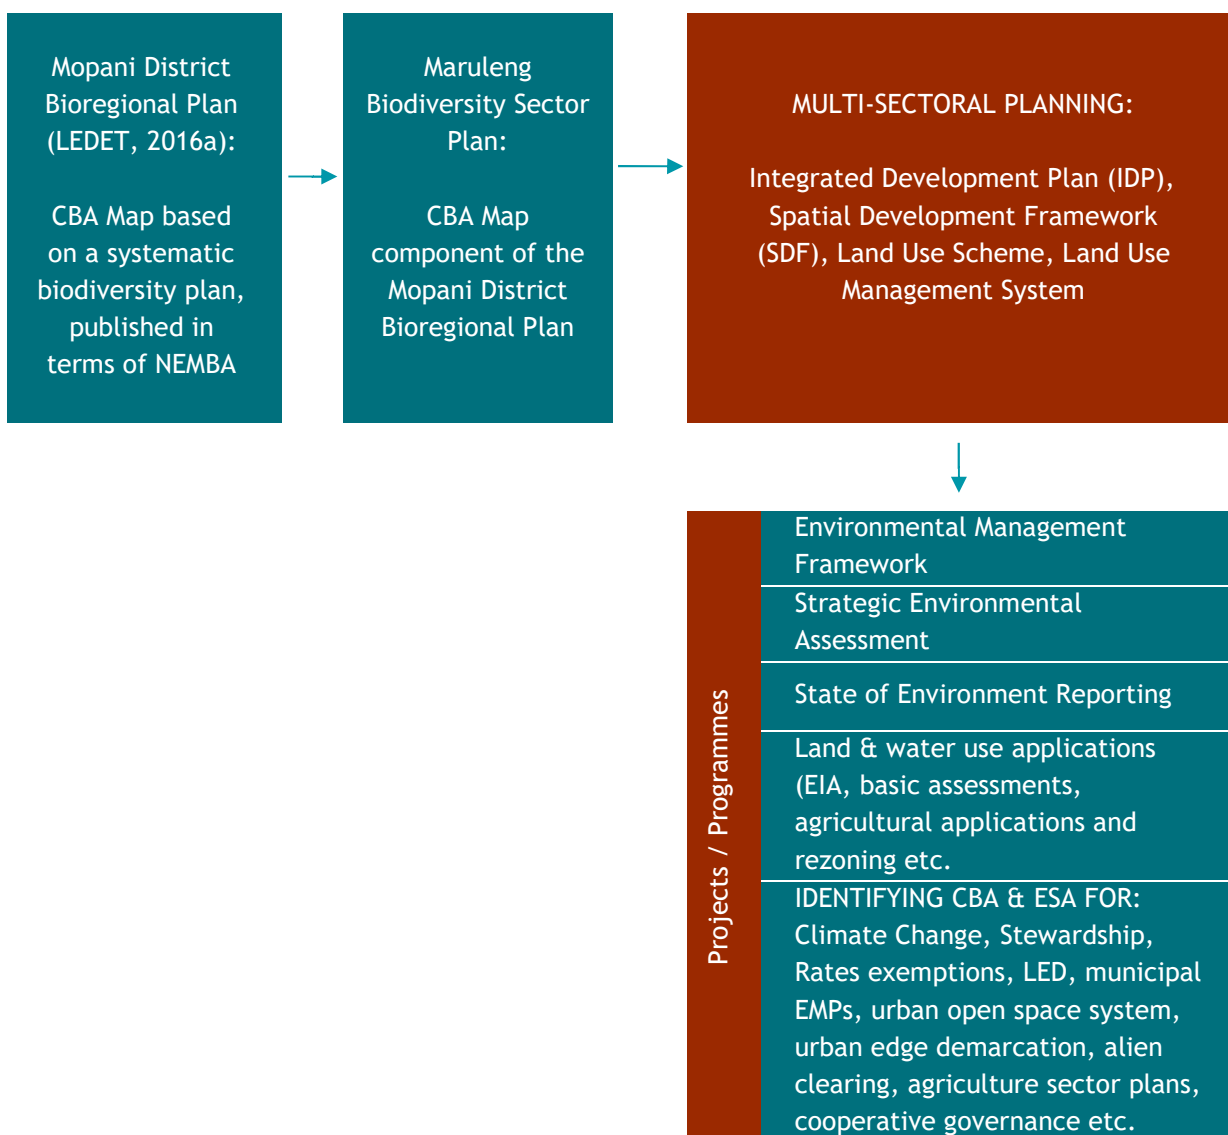 Mopani District
Bioregional Plan
(LEDET, 2016a):
CBA Map based
on a systematic
biodiversity plan,
published in
terms of NEMBA
Maruleng
Biodiversity Sector
Plan:
CBA Map
component of the
Mopani District
Bioregional Plan
MULTI-SECTORAL PLANNING:
Integrated Development Plan (IDP),
Spatial Development Framework
(SDF), Land Use Scheme, Land Use
Management System
Projects / Programmes
Environmental Management
Framework
Strategic Environmental
Assessment
State of Environment Reporting
Land & water use applications
(EIA, basic assessments,
agricultural applications and
rezoning etc.
IDENTIFYING CBA & ESA FOR:
Climate Change, Stewardship,
Rates exemptions, LED, municipal
EMPs, urban open space system,
urban edge demarcation, alien
clearing, agriculture sector plans,
cooperative governance etc.